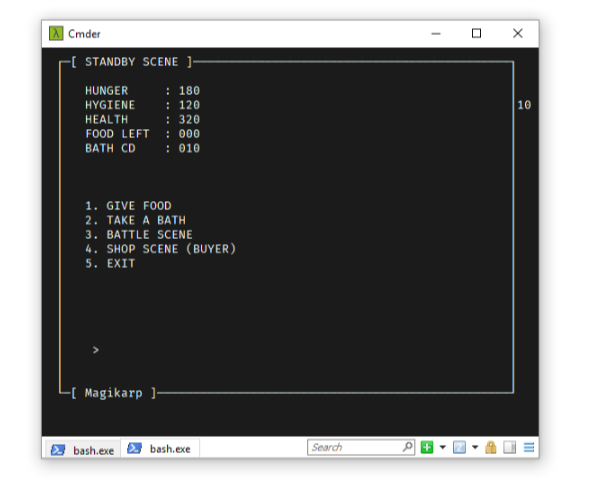 Cmder
[ STANDBY SCENE ]
HUNGER : 180
HYGIENE : 120 10
HEALTH : 320
FOOD LEFT : 000
BATH CD : 010
1. GIVE FOOD
2. TAKE A BATH
3. BATTLE SCENE
4. SHOP SCENE (BUYER)
5. EXIT
>
[ Magikarp ]
bash.exe bash.exe Search